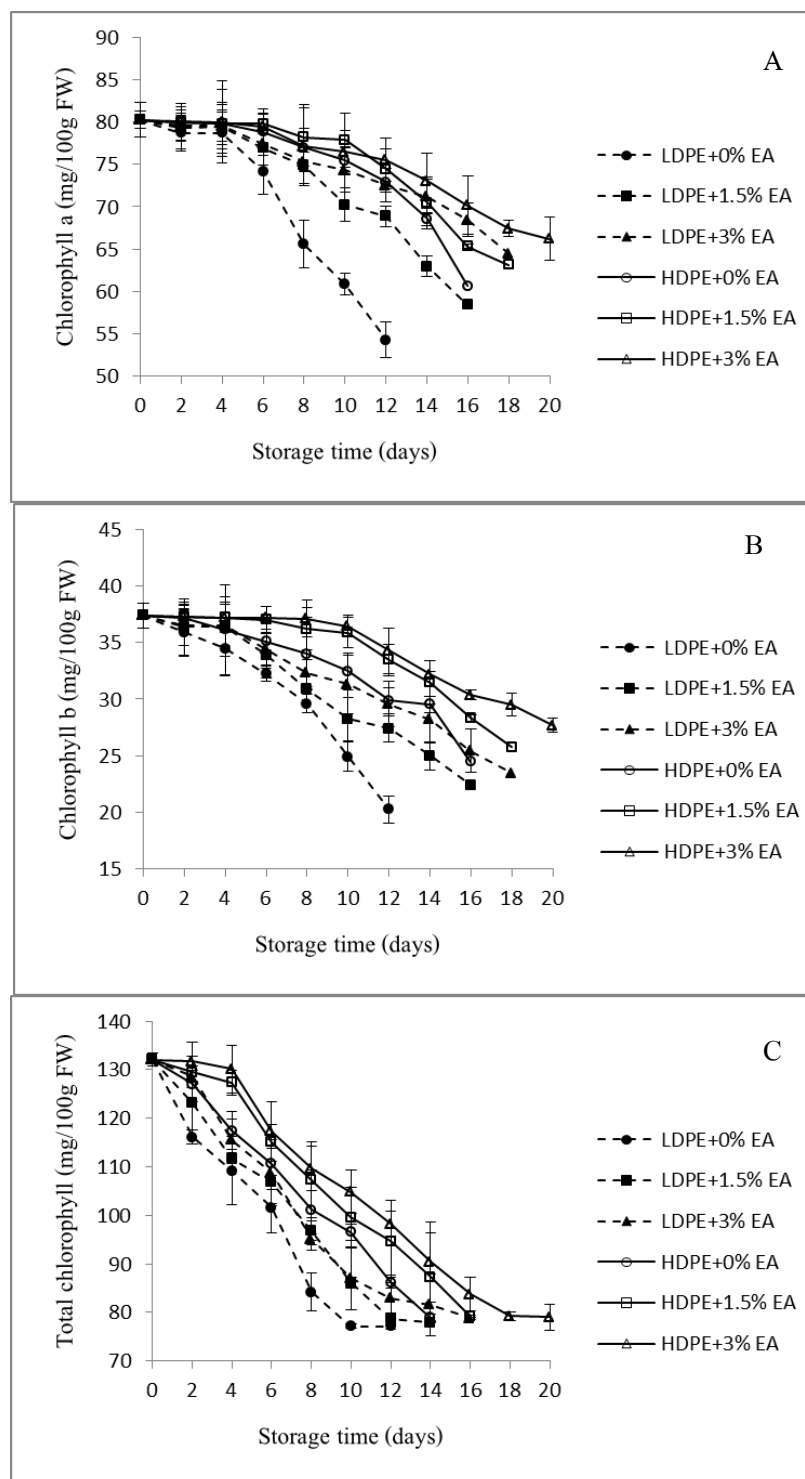 A
90
85
80
75
70
65
60
55
50
Chlorophyll a (mg/100g FW)
0 2 4 6 8 10 12 14 16 18 20
Storage time (days)
LDPE+0% EA
LDPE+1.5% EA
LDPE+3% EA
HDPE+0% EA
HDPE+1.5% EA
HDPE+3% EA
B
45
40
35
30
25
20
15
Chlorophyll b (mg/100g FW)
0 2 4 6 8 10 12 14 16 18 20
Storage time (days)
LDPE+0% EA
LDPE+1.5% EA
LDPE+3% EA
HDPE+0% EA
HDPE+1.5% EA
HDPE+3% EA
C
140
130
120
110
100
90
80
70
Total chlorophyll (mg/100g FW)
0 2 4 6 8 10 12 14 16 18 20
Storage time (days)
LDPE+0% EA
LDPE+1.5% EA
LDPE+3% EA
HDPE+0% EA
HDPE+1.5% EA
HDPE+3% EA